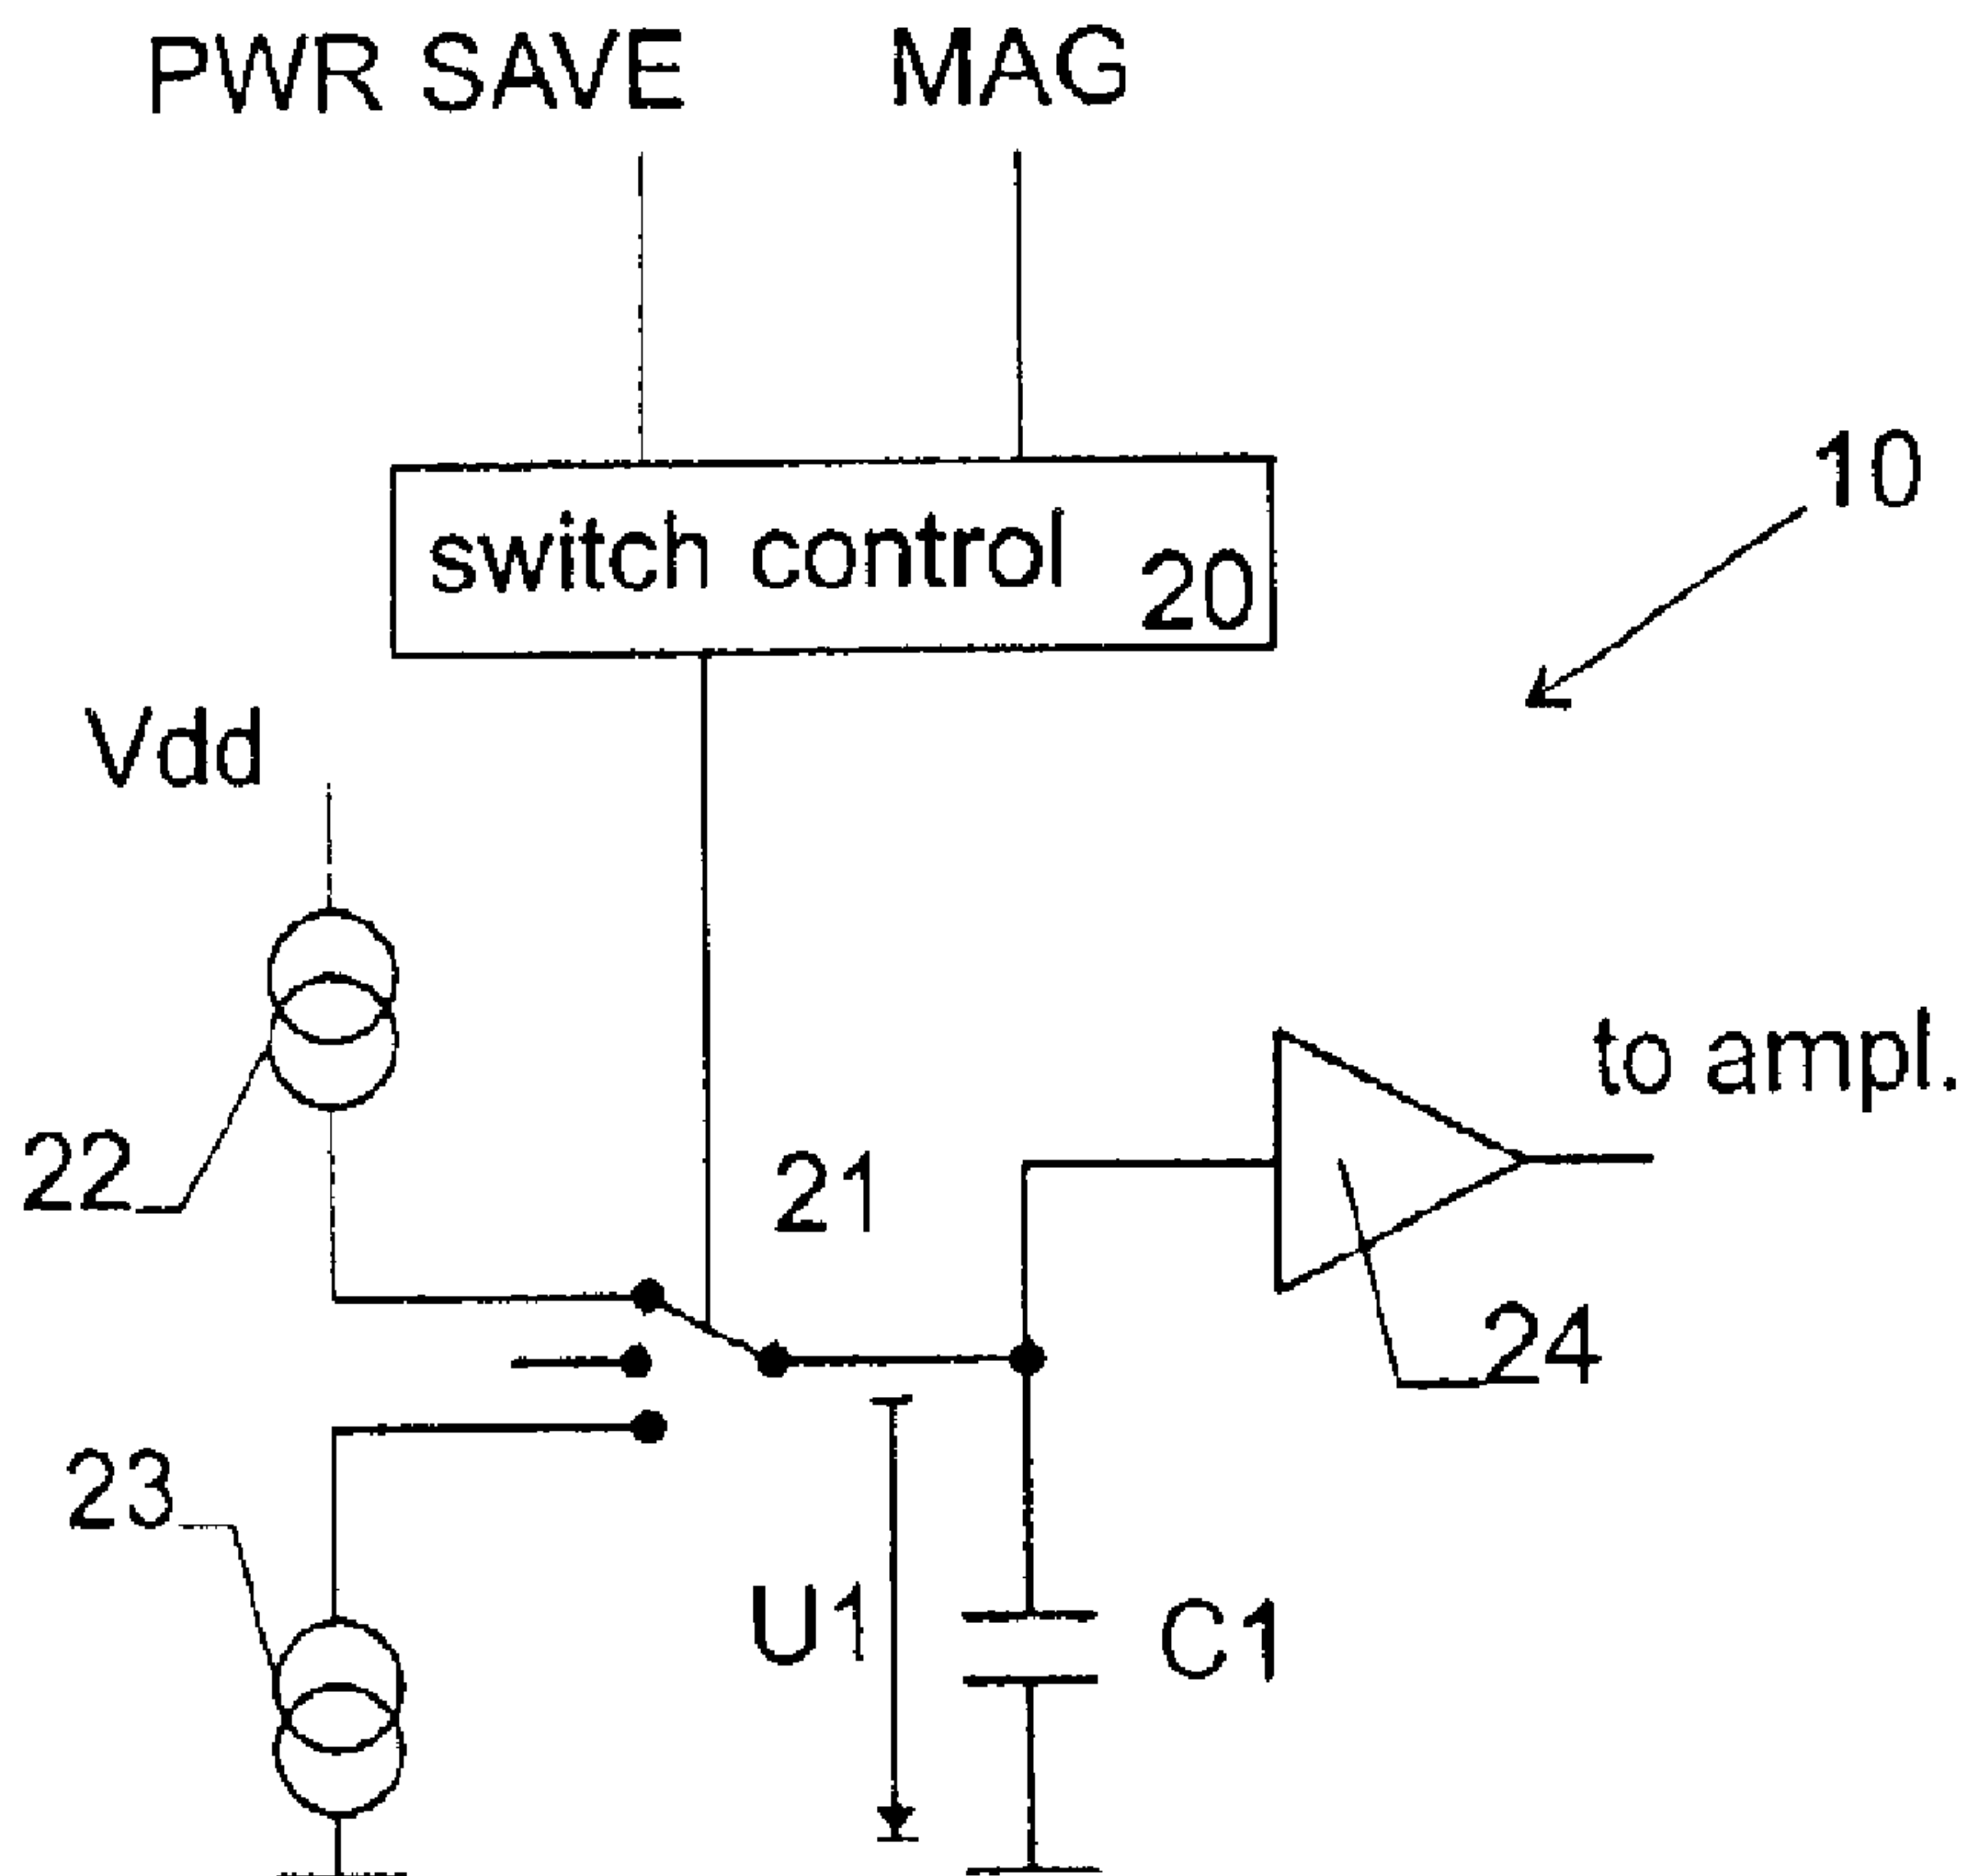 PWR SAVE MAG
10
switch control 20
Vdd
to ampl.
22
21
24
23
U1
C1